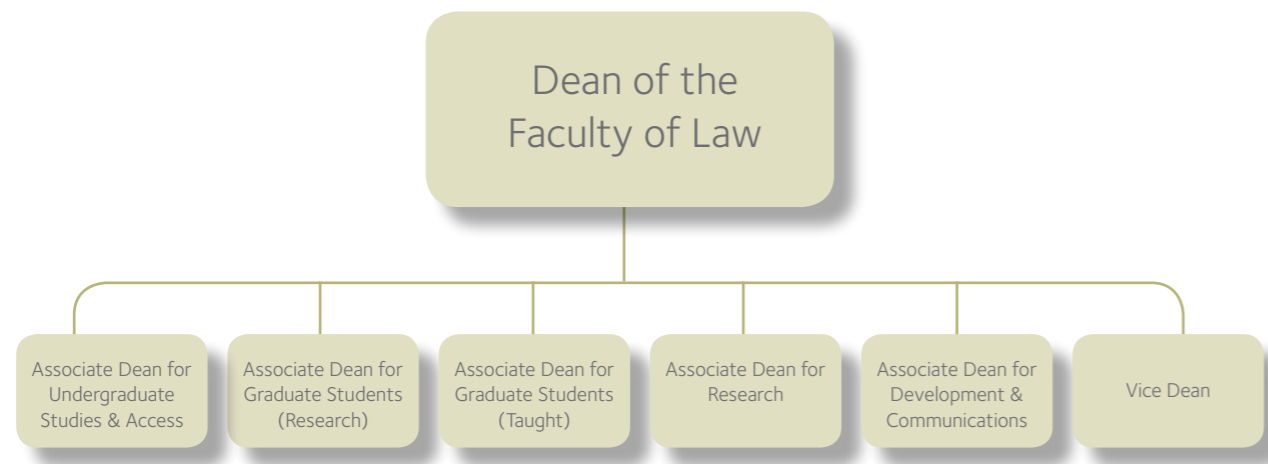 Dean of the
Faculty of Law
Associate Dean for
Undergraduate
Studies & Access
Associate Dean for
Graduate Students
(Research)
Associate Dean for
Graduate Students
(Taught)
Associate Dean for
Research
Associate Dean for
Development &
Communications
Vice Dean